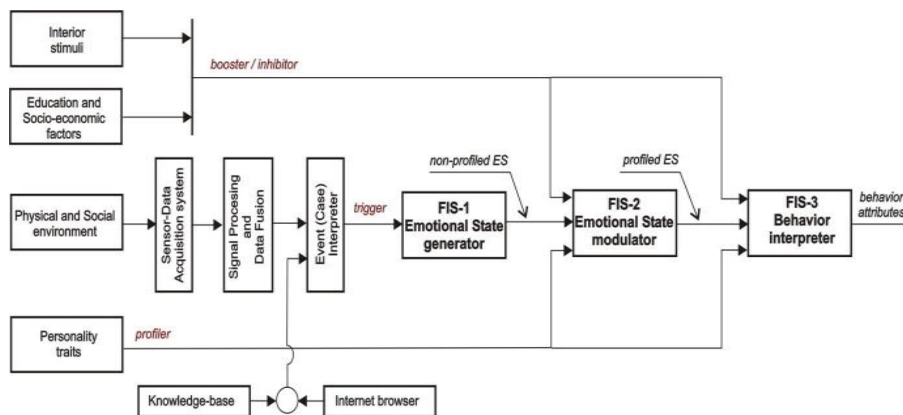 Interior
stimuli
booster / inhibitor
Education and
Socio-economic
factors
non-profiled ES
profiled ES
Physical and Social
environment
Sensor-Data
Acquisition system
Signal Procesing
and
Data Fusion
Event (Case)
Interpreter
trigger
FIS-1
Emotional State
generator
FIS-2
Emotional State
modulator
FIS-3
Behavior
interpreter
behavior
attributes
Personality
traits
profiler
Knowledge-base
Internet browser